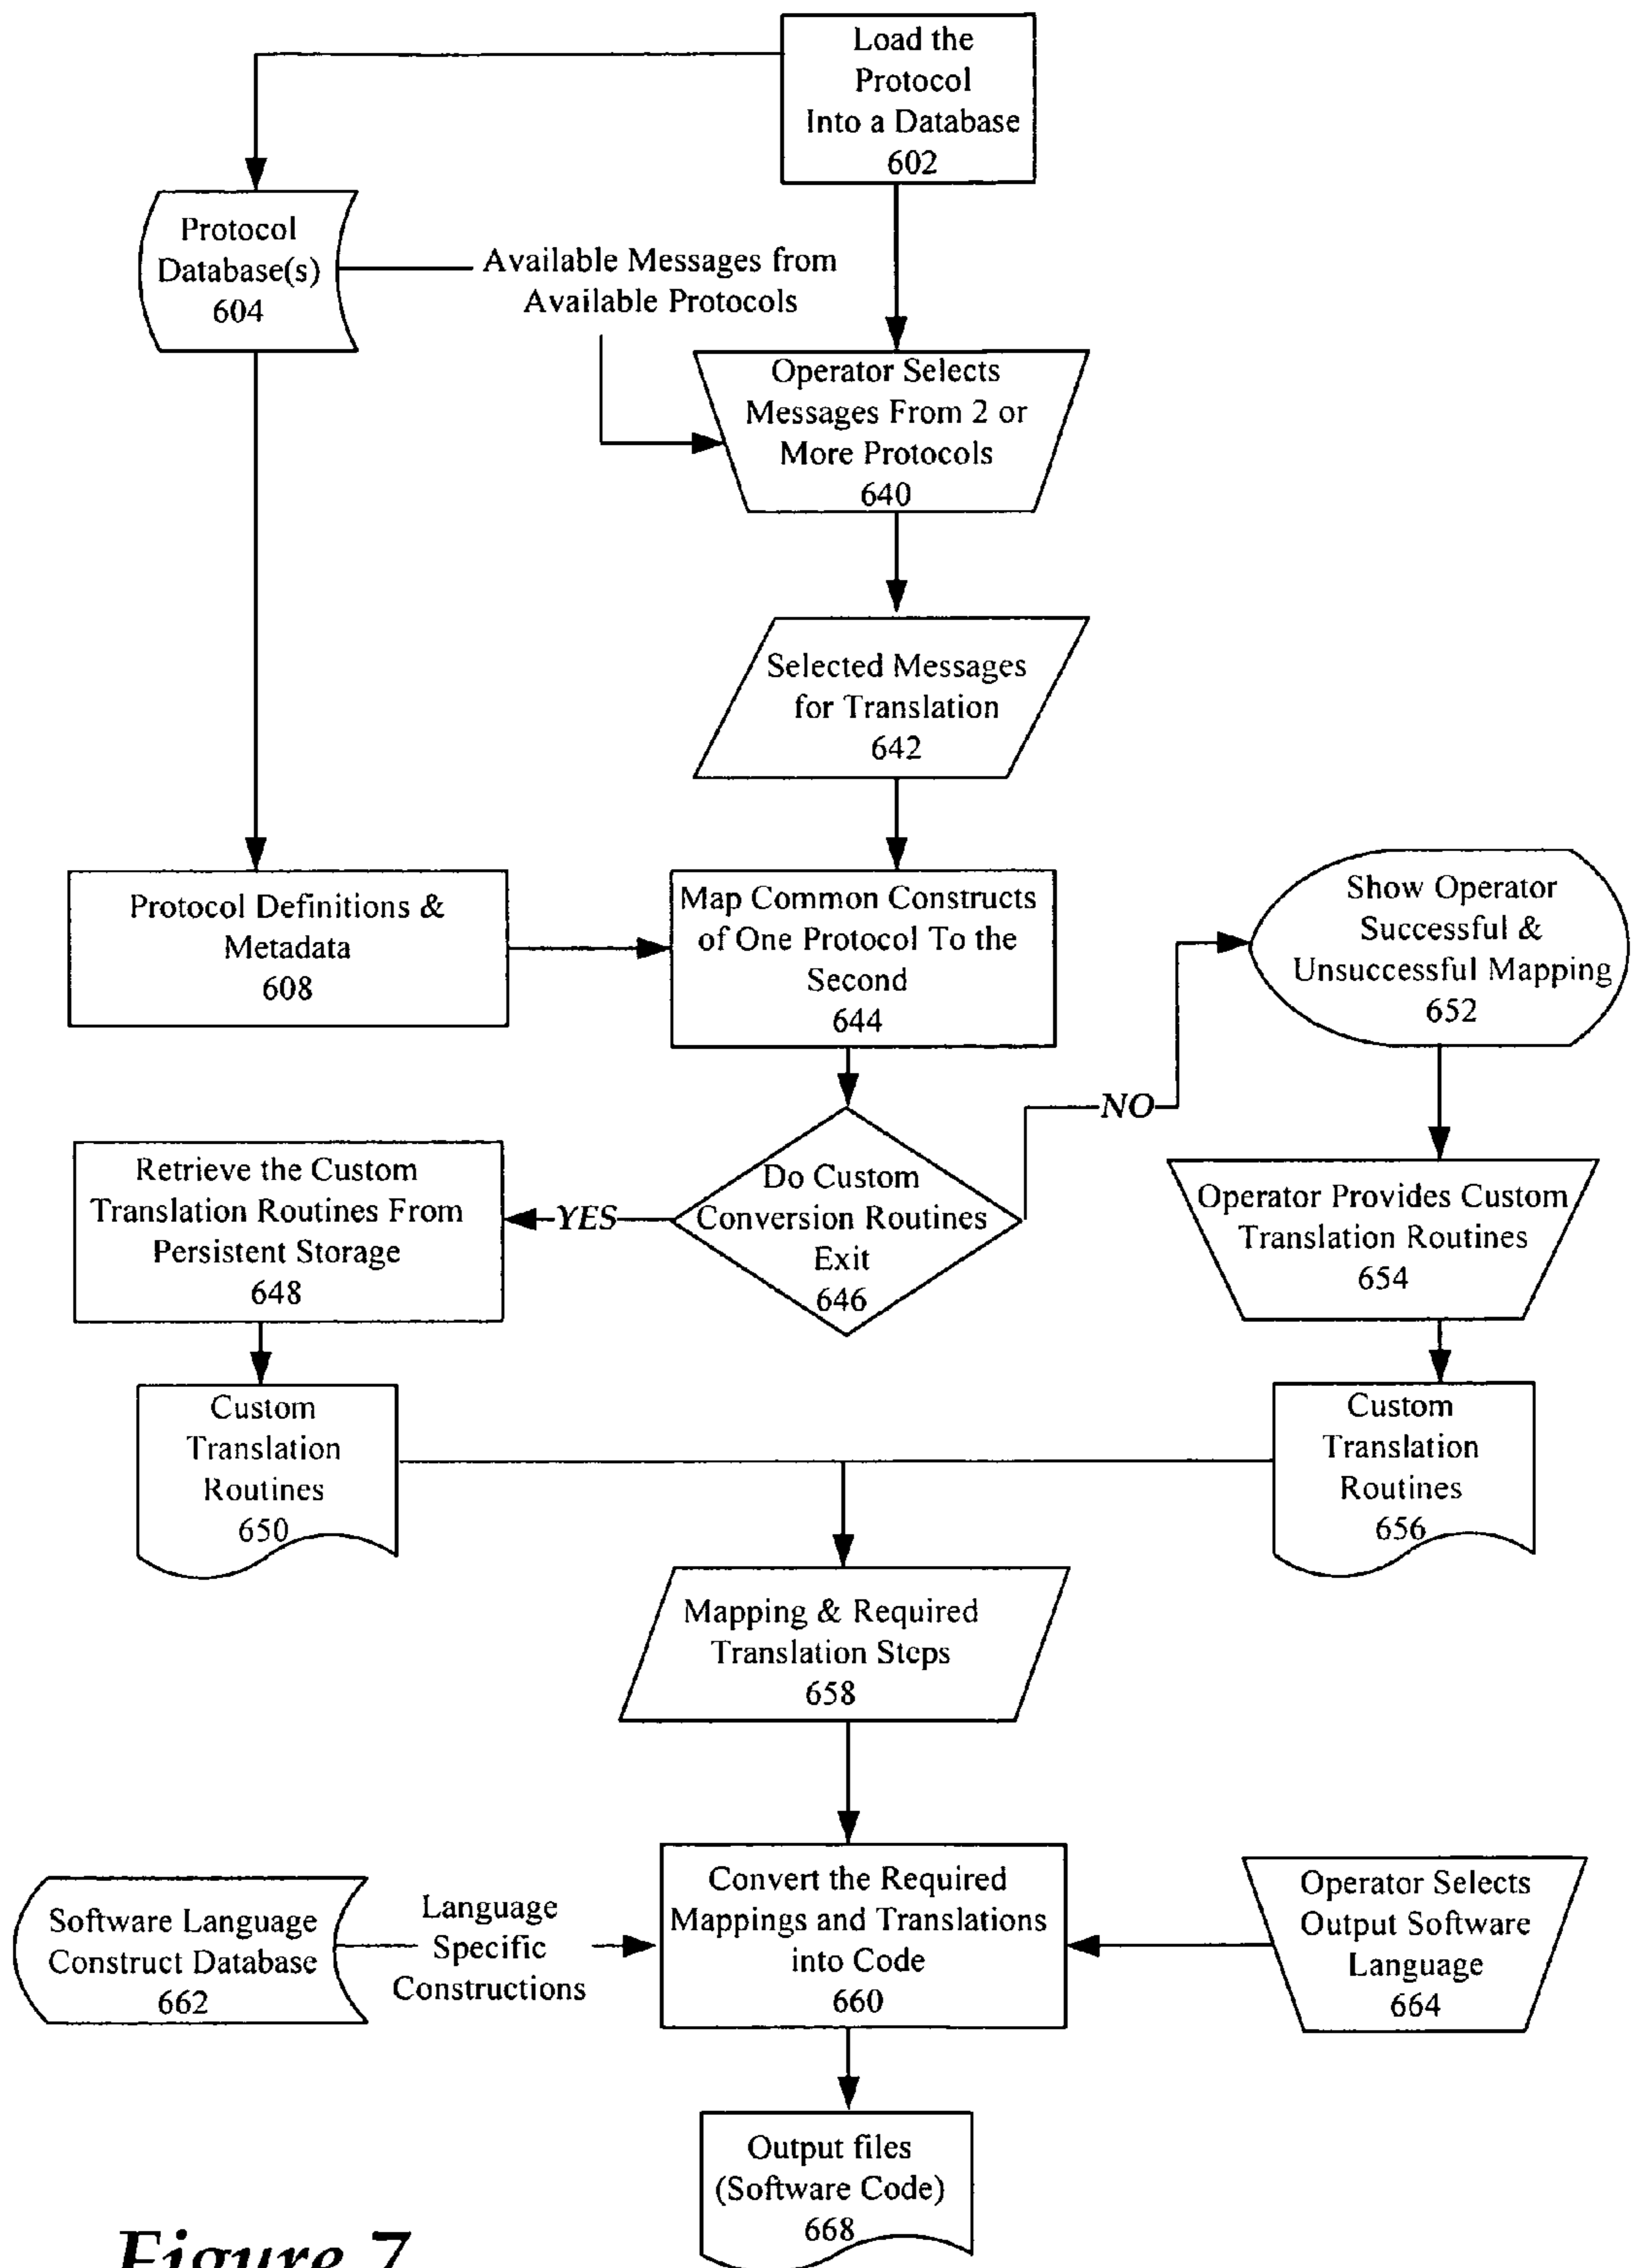 Load the
Protocol
Into a Database
602
Protocol
Database(s)
604
Available Messages from
Available Protocols
Operator Selects
Messages From 2 or
More Protocols
640
Selected Messages
for Translation
642
Protocol Definitions &
Metadata
608
Map Common Constructs
of One Protocol To the
Second
644
Show Operator
Successful &
Unsuccessful Mapping
652
NO
Retrieve the Custom
Translation Routines From
Persistent Storage
648
YES
Do Custom
Conversion Routines
Exit
646
Operator Provides Custom
Translation Routines
654
Custom
Translation
Routines
650
Custom
Translation
Routines
656
Mapping & Required
Translation Steps
658
Software Language
Construct Database
662
Language
Specific
Constructions
Convert the Required
Mappings and Translations
into Code
660
Operator Selects
Output Software
Language
664
Output files
(Software Code)
668
Figure 7